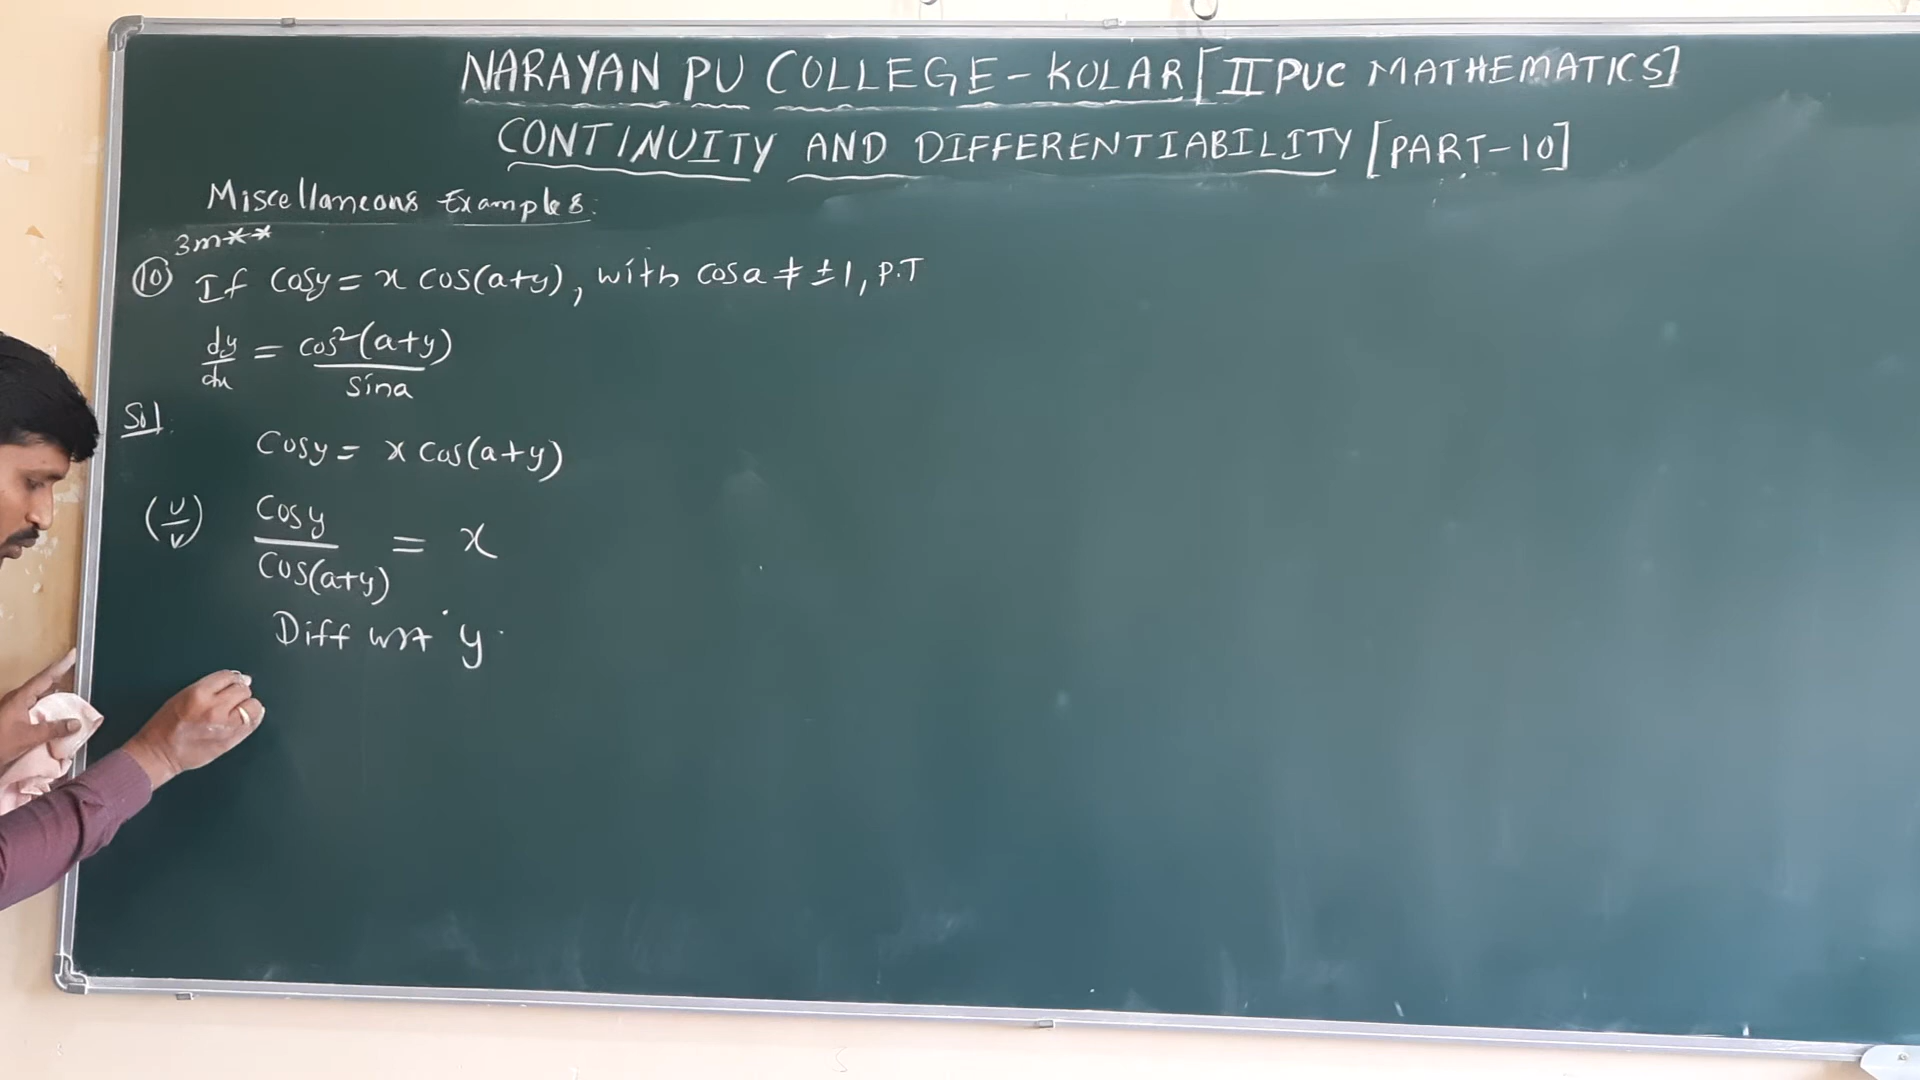 NARAYAN PU COLLEGE - KOLAR [II PUC MATHEMATICS]
CONTINUITY AND DIFFERENTIABILITY [PART-10]
Miscellaneous Examples:
3m**
(10) If Cosy = x cos(a+y), with cosa ≠ ±1, P.T
dy/dx = cos²(a+y)/sina
Sol.
Cosy = x Cos(a+y)
(u/v) Cosy/Cos(a+y) = x
Diff wrt 'y'